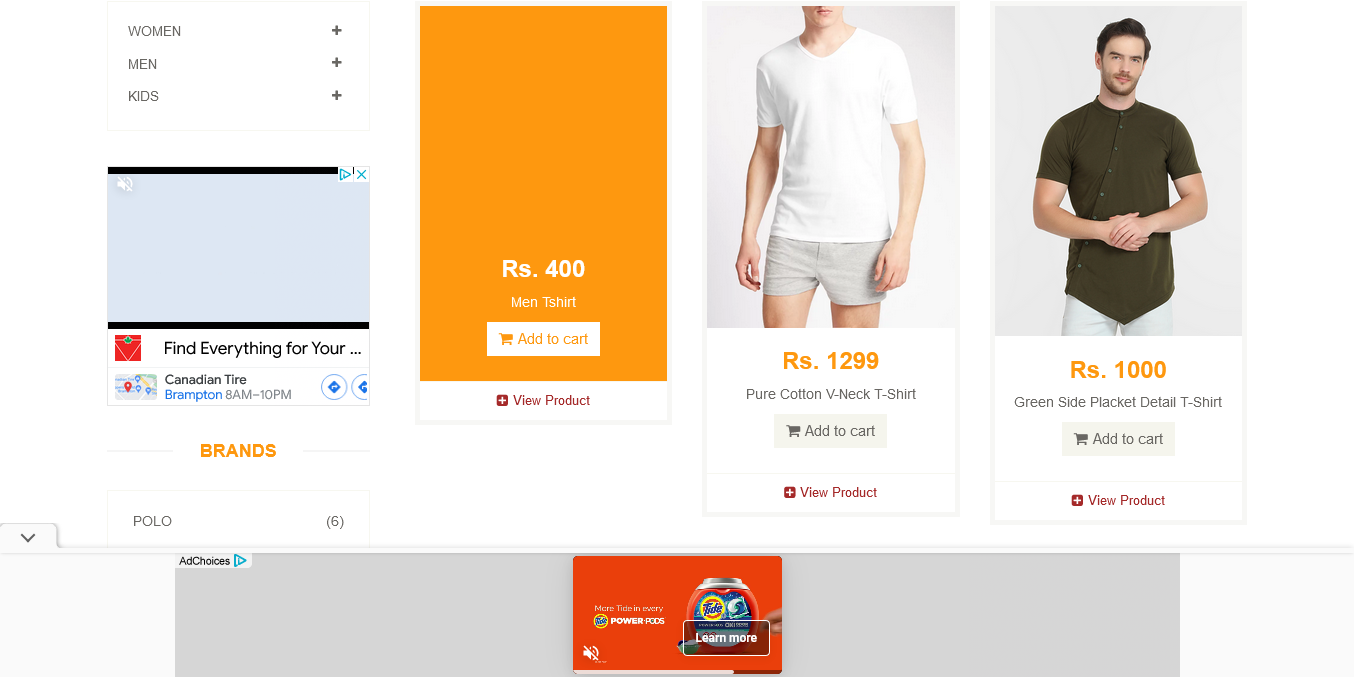 WOMEN
MEN
KIDS
Find Everything for Your ...
Canadian Tire
Brampton 8AM–10PM
BRANDS
POLO (6)
Rs. 400
Men Tshirt
Add to cart
View Product
Rs. 1299
Pure Cotton V-Neck T-Shirt
Add to cart
View Product
Rs. 1000
Green Side Placket Detail T-Shirt
Add to cart
View Product
AdChoices
More Tide in every
Tide POWER PODS
Tide
Learn more